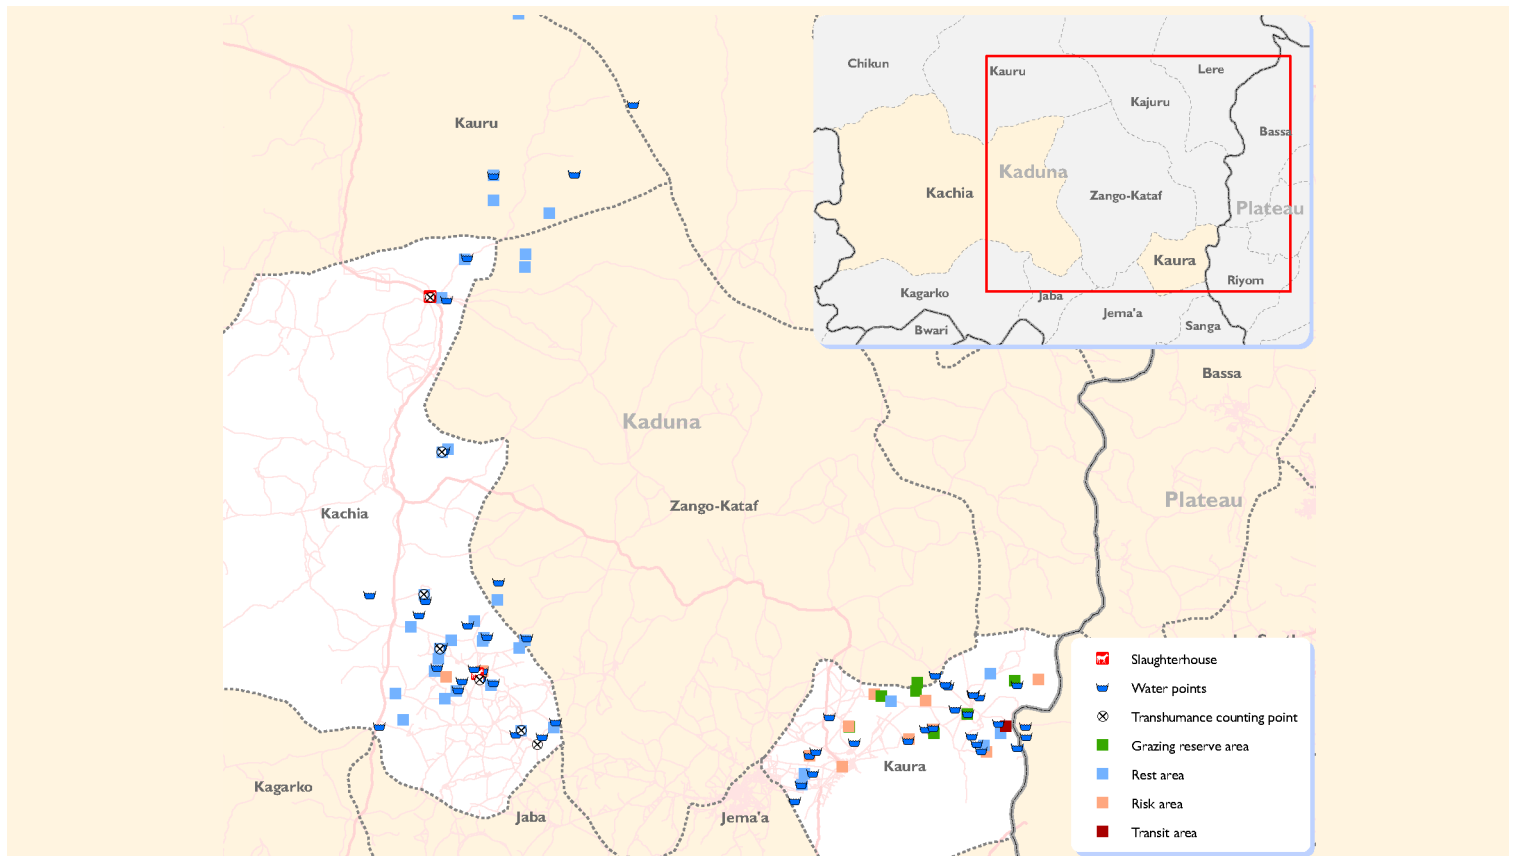 Chikun
Kauru
Lere
Kajuru
Bassa
Kaduna
Kachia
Zango-Kataf
Plateau
Kaura
Riyom
Kagarko
Jaba
Jema'a
Sanga
Bwari
Kauru
Bassa
Kaduna
Plateau
Zango-Kataf
Kachia
Kaura
Kagarko
Jaba
Jema'a
Slaughterhouse
Water points
Transhumance counting point
Grazing reserve area
Rest area
Risk area
Transit area